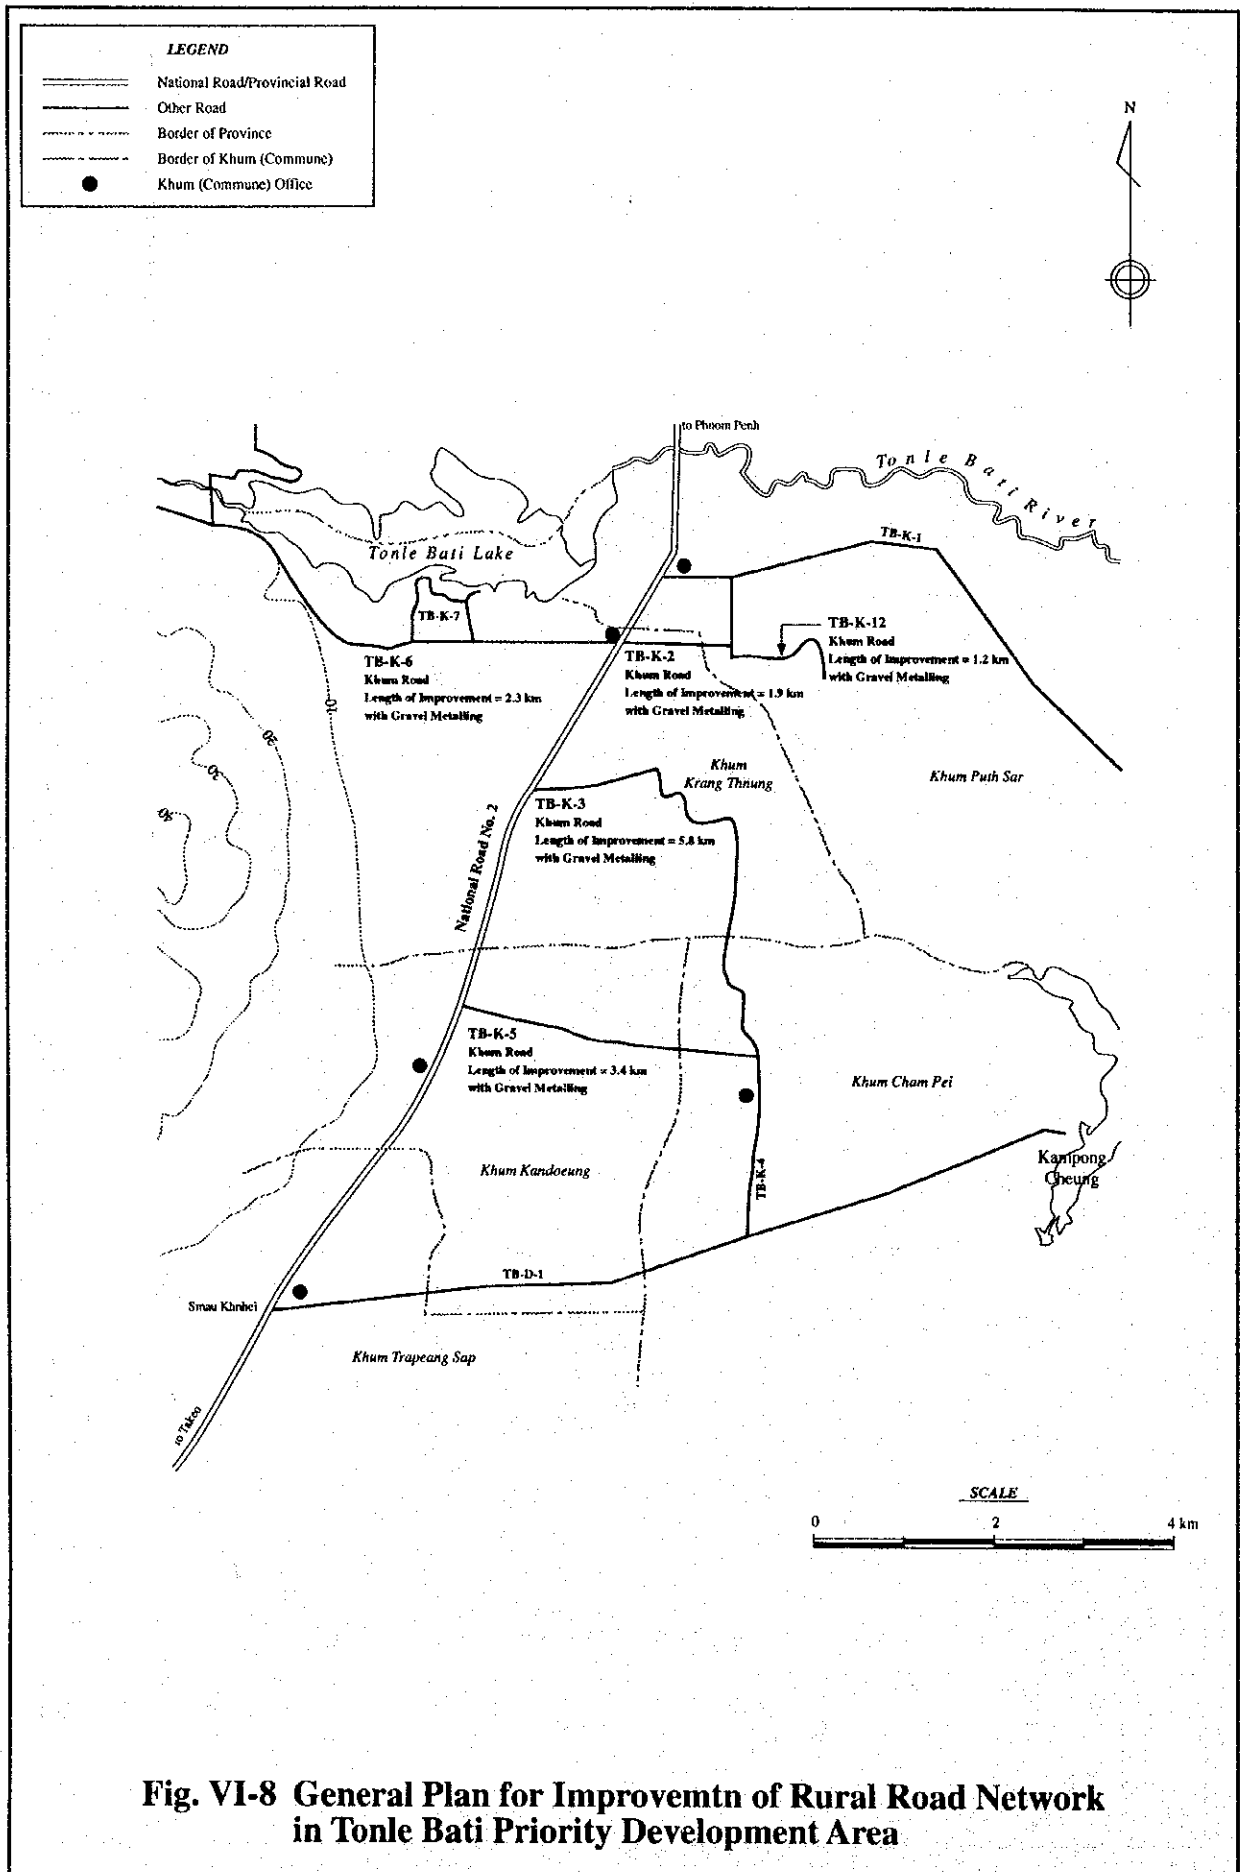 LEGEND
National Road/Provincial Road
Other Road
Border of Province
Border of Khum (Commune)
Khum (Commune) Office
N
to Phnom Penh
Tonle Bati River
Tonle Bati Lake
TB-K-1
TB-K-7
TB-K-12
Khum Road
Length of Improvement = 1.2 km
with Gravel Metalling
TB-K-6
Khum Road
Length of Improvement = 2.3 km
with Gravel Metalling
TB-K-2
Khum Road
Length of Improvement = 1.9 km
with Gravel Metalling
10
20
30
Khum
Krang Thnung
Khum Puth Sar
TB-K-3
Khum Road
Length of Improvement = 5.8 km
with Gravel Metalling
National Road No. 2
TB-K-5
Khum Road
Length of Improvement = 3.4 km
with Gravel Metalling
Khum Cham Pei
Khum Kandoeung
TB-K-4
Kampong
Cheung
TB-D-1
Smau Khnhei
Khum Trapeang Sap
to Takeo
SCALE
0 2 4 km
Fig. VI-8 General Plan for Improvemtn of Rural Road Network
in Tonle Bati Priority Development Area